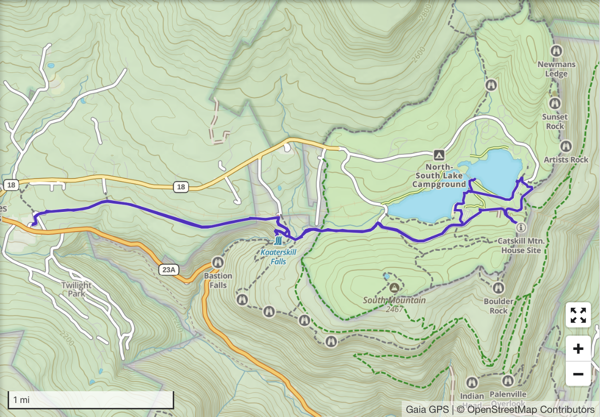 Newmans
Ledge
Sunset
Rock
Artists Rock
North-
South Lake
Campground
18
18
es
23A
Kaaterskill
Falls
Bastion
Falls
Twilight
Park
Catskill Mtn.
House Site
South Mountain
2467
Boulder
Rock
Indian
Palenville
Overlook
+
−
1 mi
Gaia GPS | © OpenStreetMap Contributors